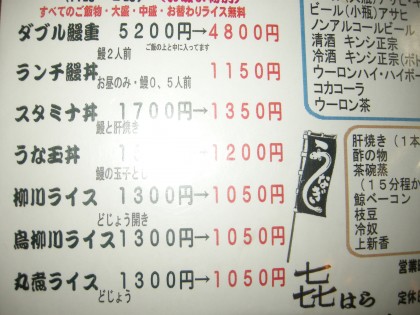 すべてのご飯物・大盛・中盛・お替わりライス無料
ダブル鰻重 5200円→4800円
ご飯の上と中に入ってます
鰻2人前
ランチ鰻丼 1150円
お昼のみ・鰻0、5人前
スタミナ丼 1700円→1350円
鰻と肝焼き
うな玉丼 円→1200円
鰻の玉子とじ
柳川ライス 1300円→1050円
どじょう開き
鳥柳川ライス 1300円→1050円
丸煮ライス 1300円→1050円
どじょう
うなぎ
㐂はら
ビール(小瓶)アサヒ
ノンアルコールビール
清酒 キンシ正宗
冷酒 キンシ正宗
ウーロンハイ・ハイボ
コカコーラ
ウーロン茶
肝焼き(1本
酢の物
茶碗蒸
(15分程か
鯨ベーコン
枝豆
冷奴
上新香
営業
定休